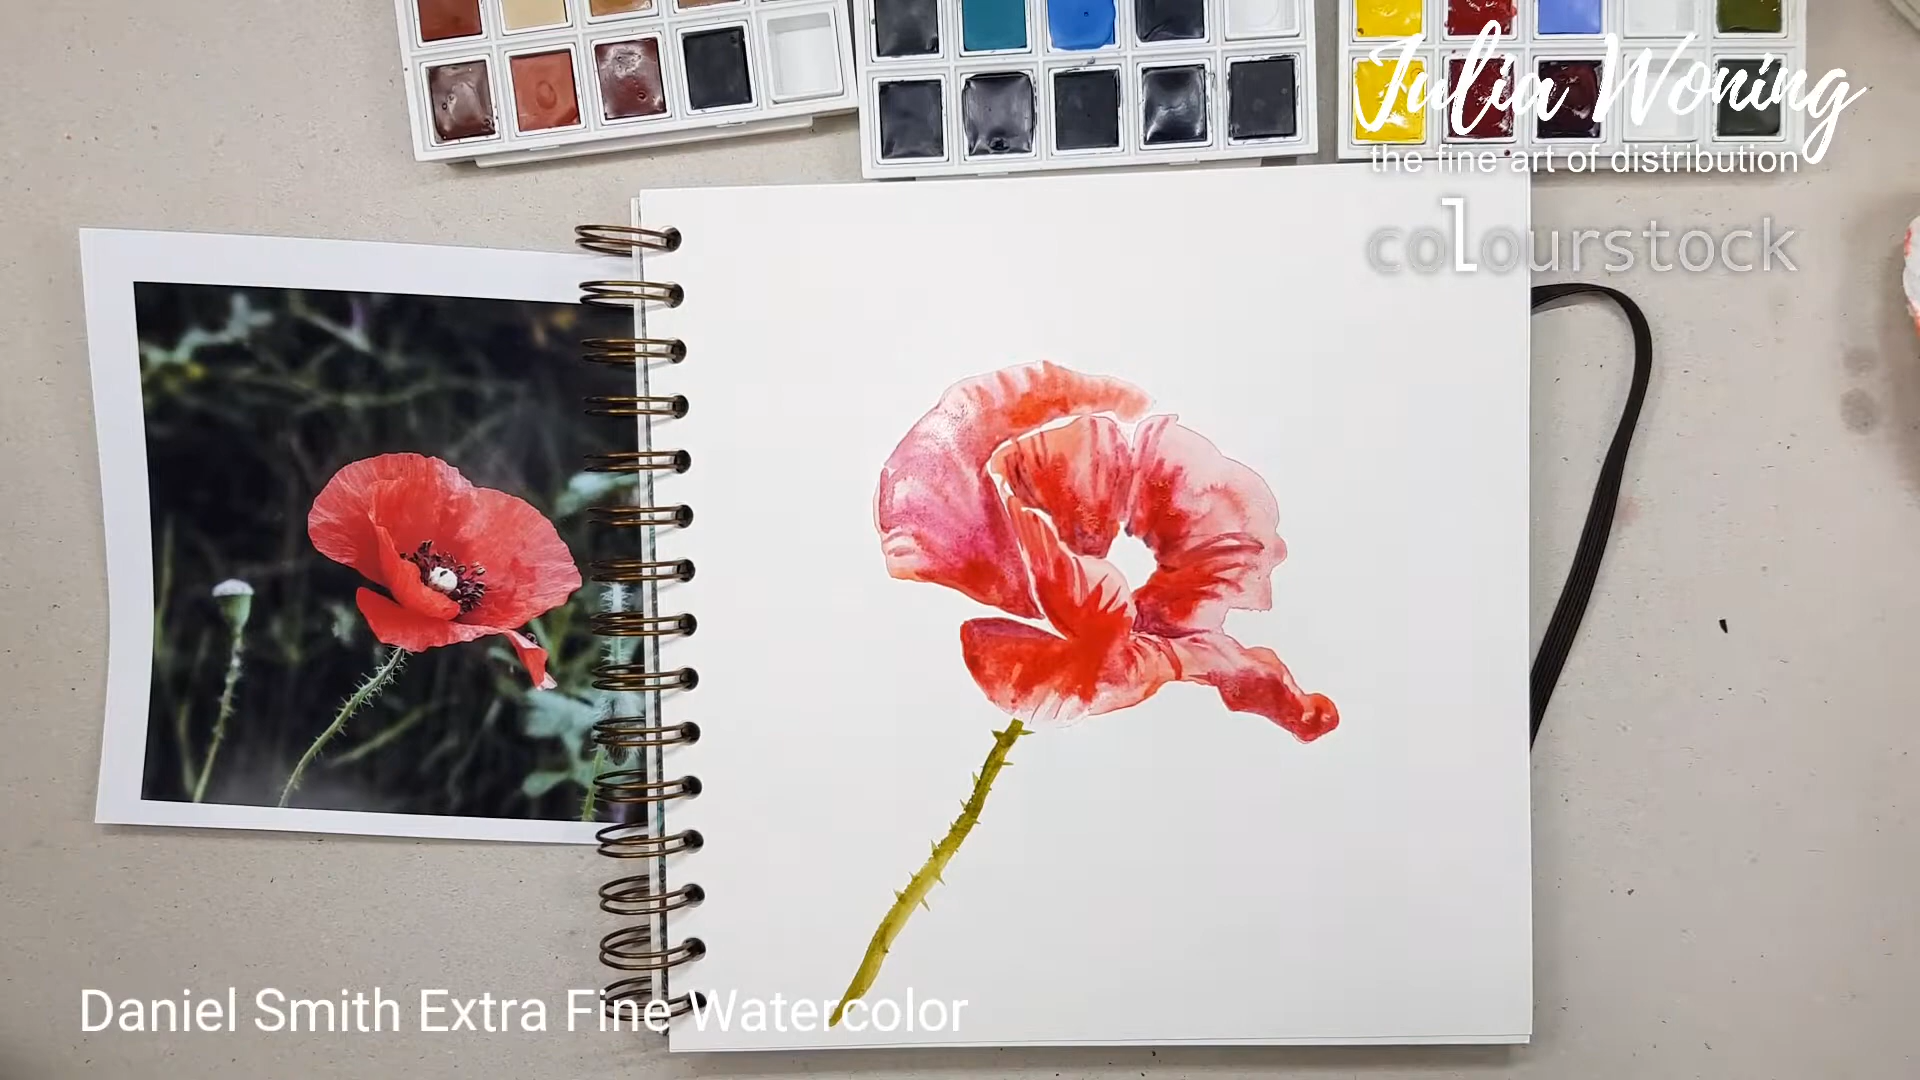 Julia Woning
the fine art of distribution
colourstock
Daniel Smith Extra Fine Watercolor